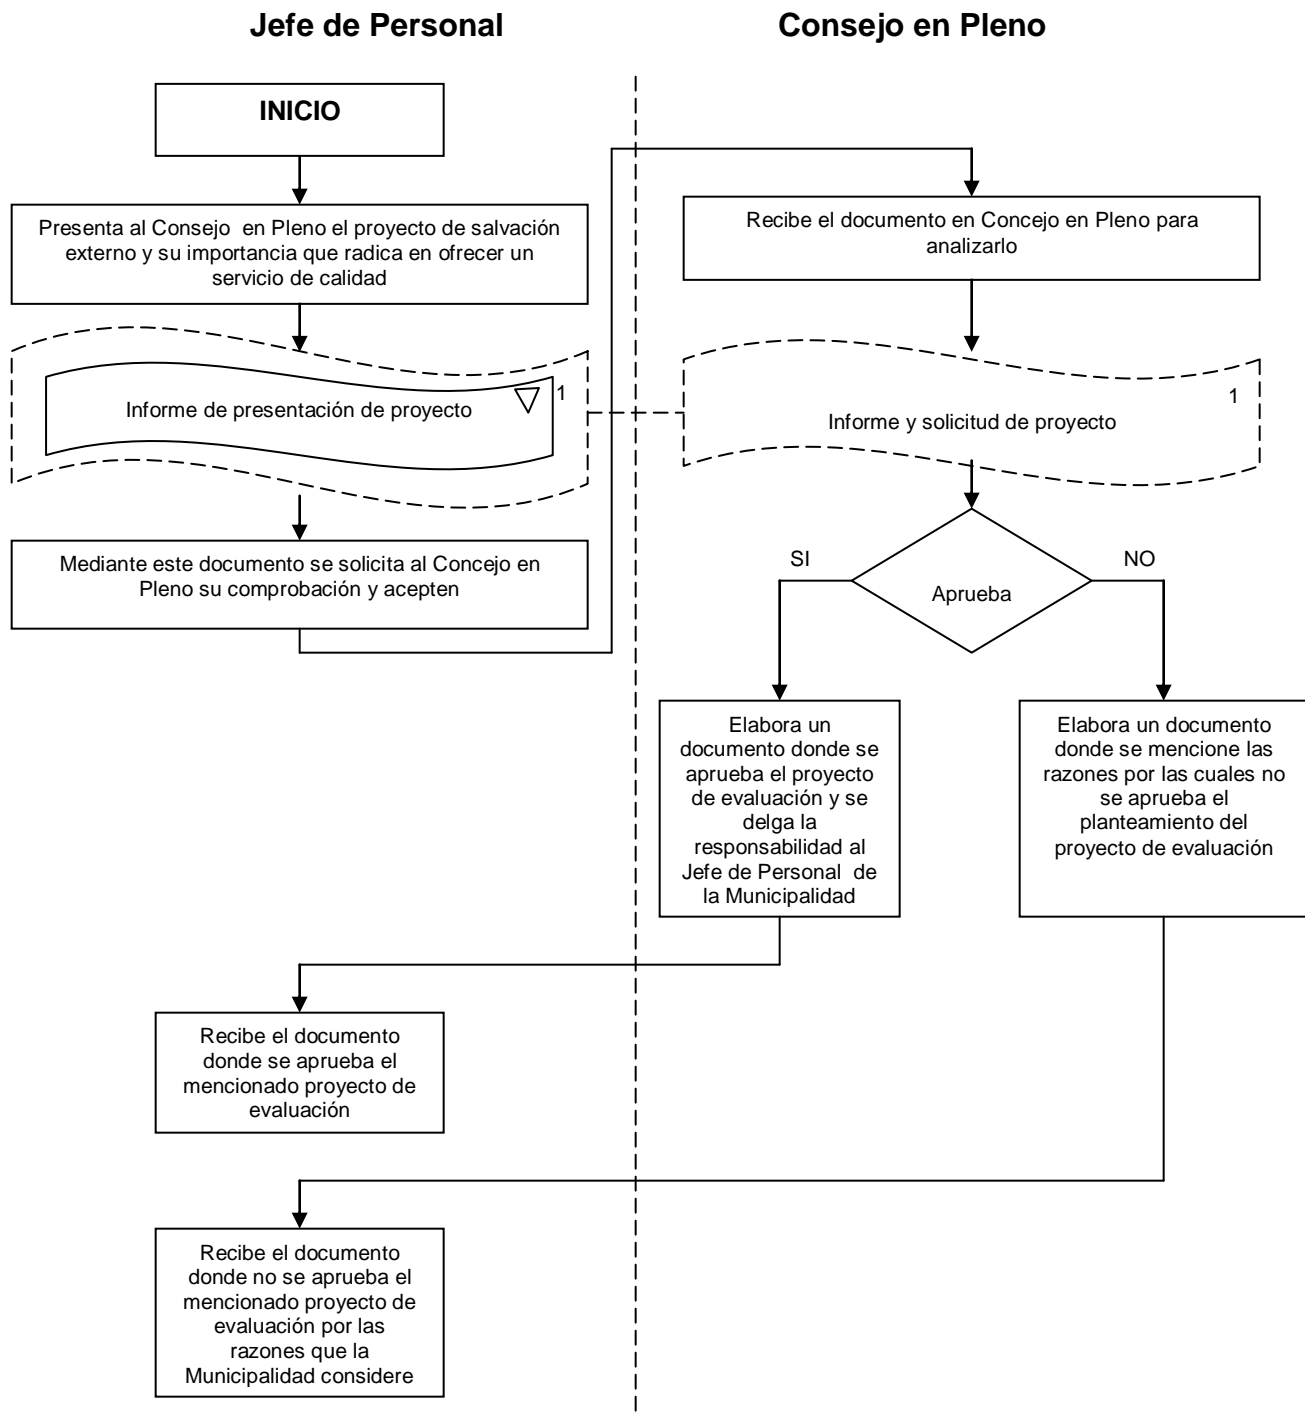 Jefe de Personal
Consejo en Pleno
INICIO
Presenta al Consejo en Pleno el proyecto de salvación
externo y su importancia que radica en ofrecer un
servicio de calidad
Informe de presentación de proyecto
1
Mediante este documento se solicita al Concejo en
Pleno su comprobación y acepten
Recibe el documento en Concejo en Pleno para
analizarlo
1
Informe y solicitud de proyecto
SI
NO
Aprueba
Elabora un
documento donde se
aprueba el proyecto
de evaluación y se
delga la
responsabilidad al
Jefe de Personal de
la Municipalidad
Elabora un documento
donde se mencione las
razones por las cuales no
se aprueba el
planteamiento del
proyecto de evaluación
Recibe el documento
donde se aprueba el
mencionado proyecto de
evaluación
Recibe el documento
donde no se aprueba el
mencionado proyecto de
evaluación por las
razones que la
Municipalidad considere